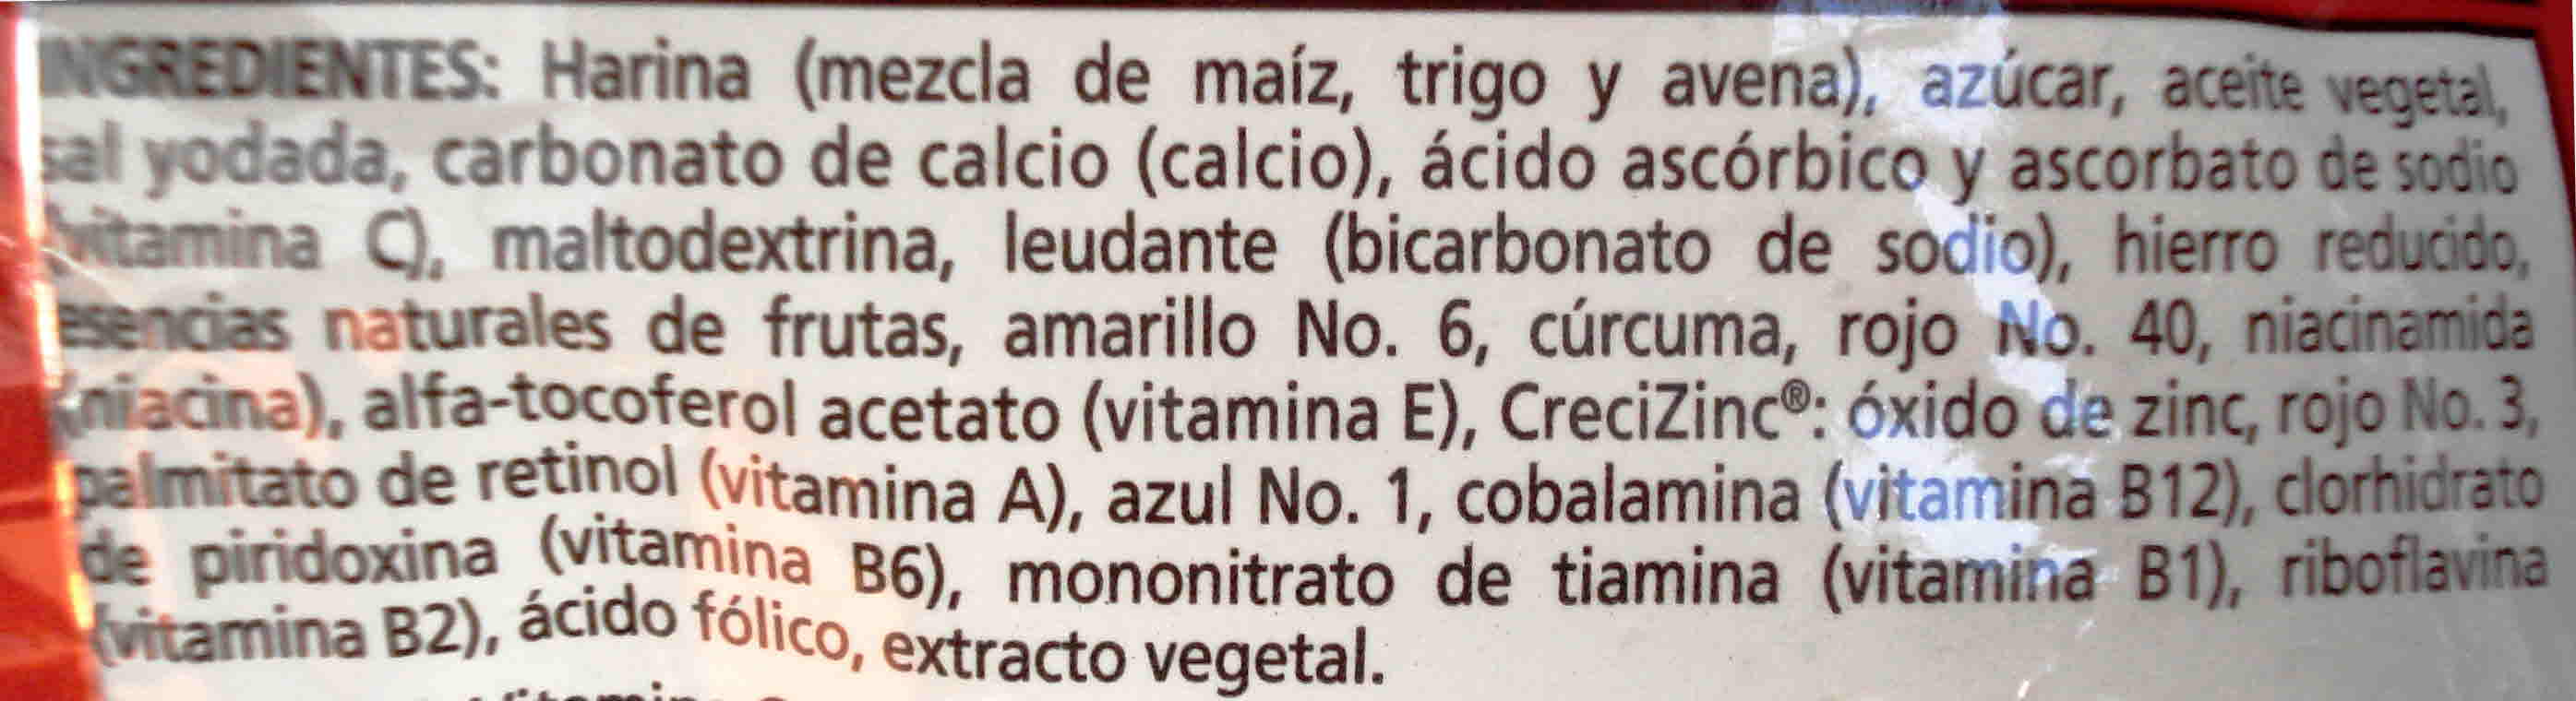 INGREDIENTES: Harina (mezcla de maíz, trigo y avena), azúcar, aceite vegetal,
sal yodada, carbonato de calcio (calcio), ácido ascórbico y ascorbato de sodio
(vitamina C), maltodextrina, leudante (bicarbonato de sodio), hierro reducido,
esencias naturales de frutas, amarillo No. 6, cúrcuma, rojo No. 40, niacinamida
(niacina), alfa-tocoferol acetato (vitamina E), CreciZinc®: óxido de zinc, rojo No. 3,
palmitato de retinol (vitamina A), azul No. 1, cobalamina (vitamina B12), clorhidrato
de piridoxina (vitamina B6), mononitrato de tiamina (vitamina B1), riboflavina
(vitamina B2), ácido fólico, extracto vegetal.